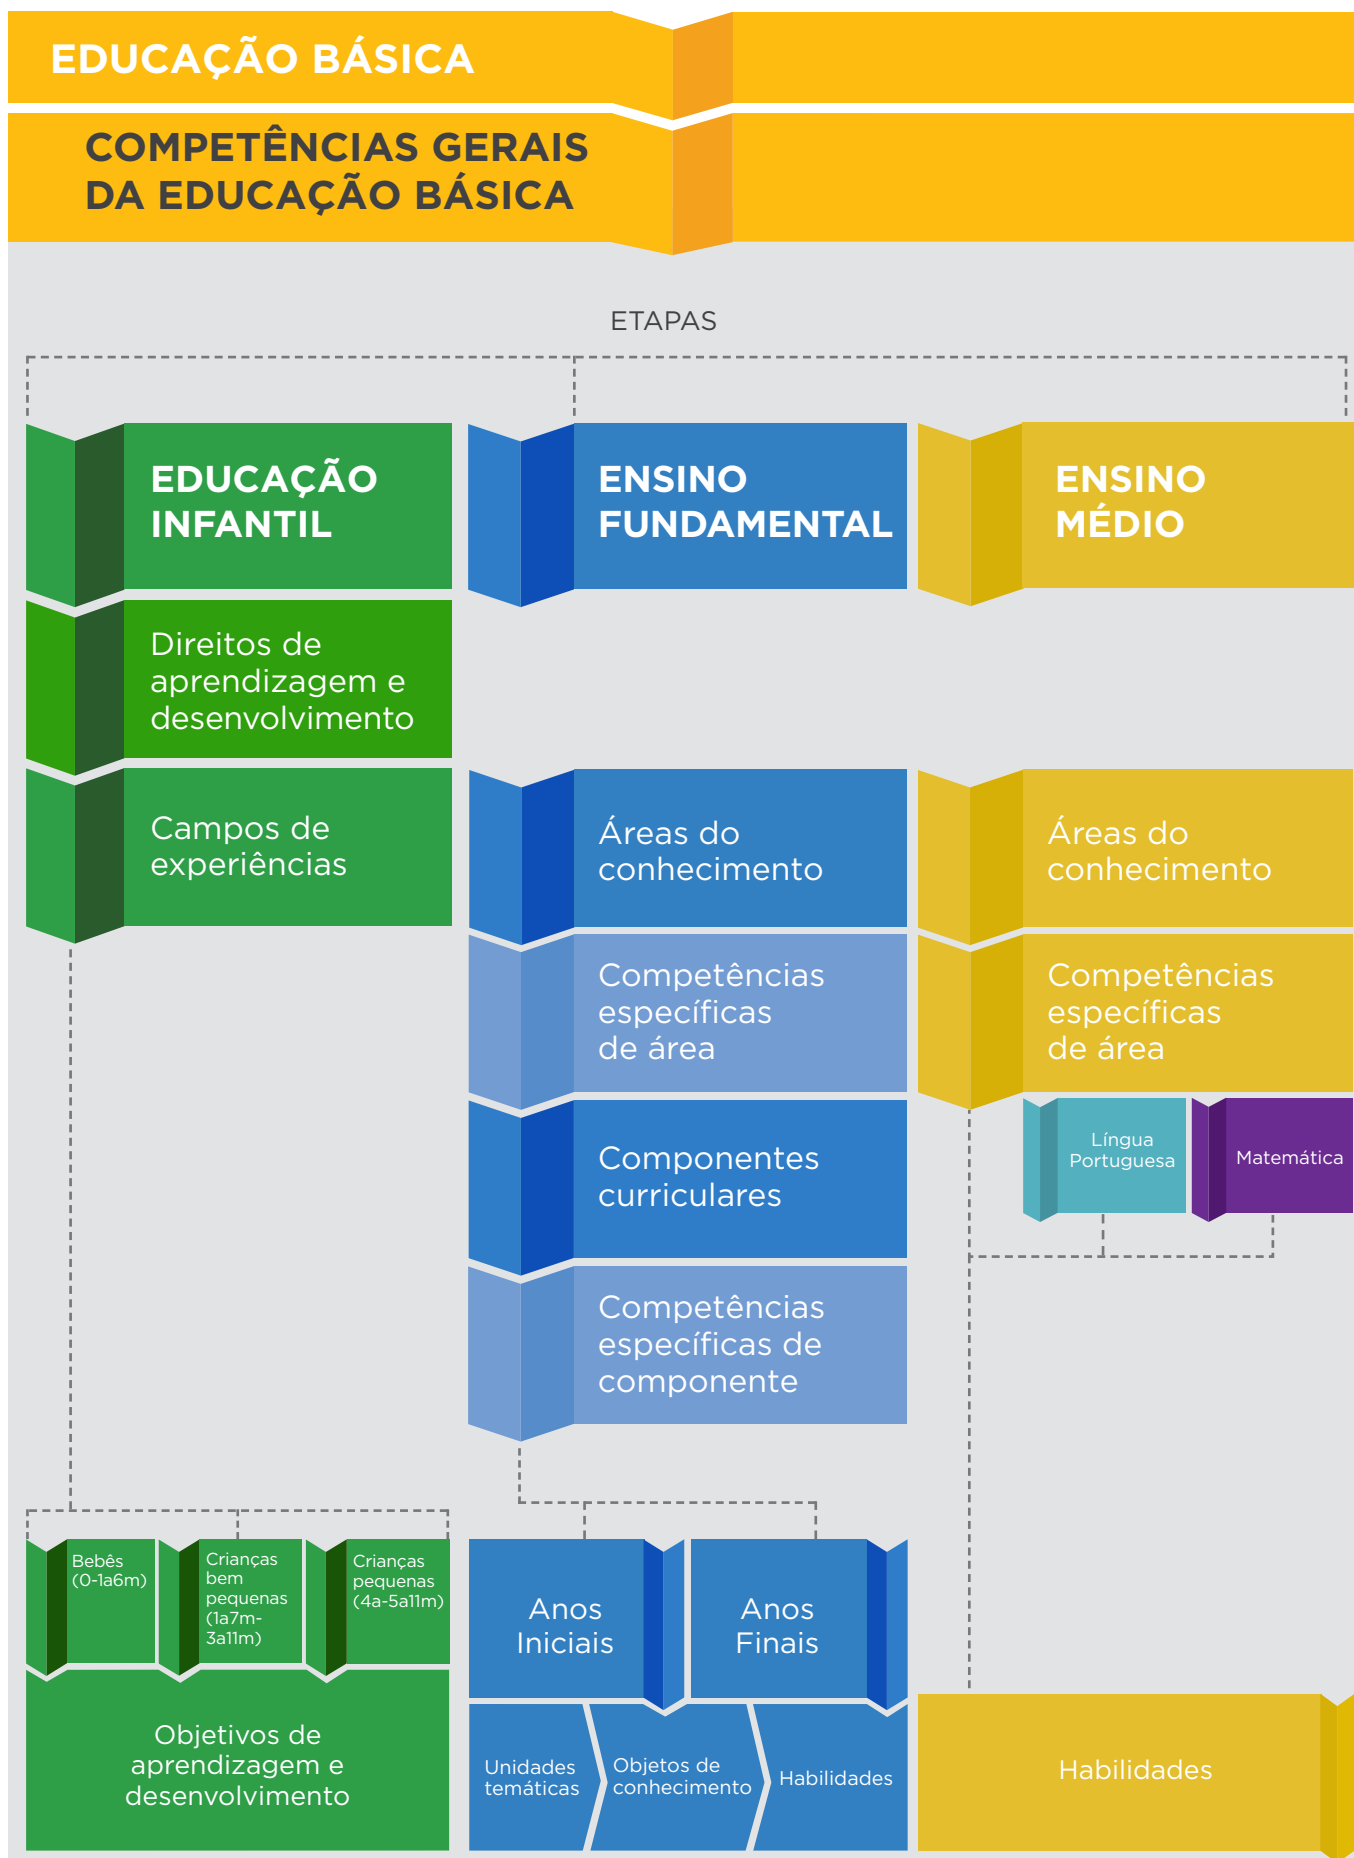 EDUCAÇÃO BÁSICA
COMPETÊNCIAS GERAIS
DA EDUCAÇÃO BÁSICA
ETAPAS
EDUCAÇÃO
INFANTIL
Direitos de
aprendizagem e
desenvolvimento
Campos de
experiências
Bebês
(0-1a6m)
Crianças
bem
pequenas
(1a7m-
3a11m)
Crianças
pequenas
(4a-5a11m)
Objetivos de
aprendizagem e
desenvolvimento
ENSINO
FUNDAMENTAL
Áreas do
conhecimento
Competências
específicas
de área
Componentes
curriculares
Competências
específicas de
componente
Anos
Iniciais
Anos
Finais
Unidades
temáticas
Objetos de
conhecimento
Habilidades
ENSINO
MÉDIO
Áreas do
conhecimento
Competências
específicas
de área
Língua
Portuguesa
Matemática
Habilidades